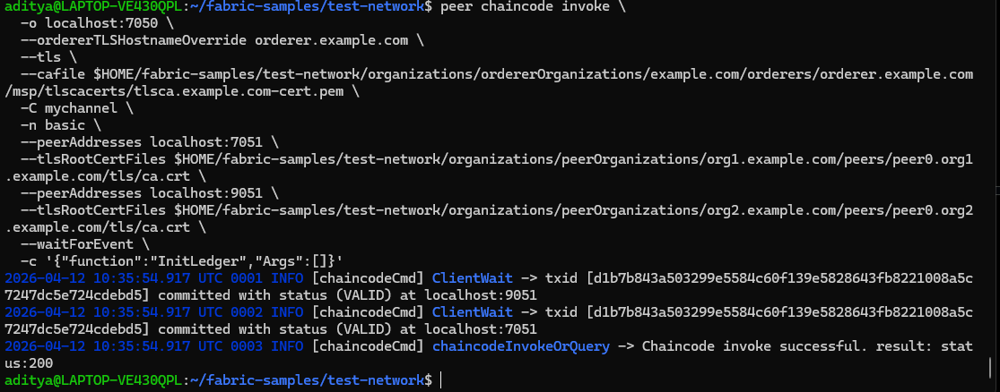 aditya@LAPTOP-VE430QPL:~/fabric-samples/test-network$ peer chaincode invoke \
  -o localhost:7050 \
  --ordererTLSHostnameOverride orderer.example.com \
  --tls \
  --cafile $HOME/fabric-samples/test-network/organizations/ordererOrganizations/example.com/orderers/orderer.example.com
/msp/tlscacerts/tlsca.example.com-cert.pem \
  -C mychannel \
  -n basic \
  --peerAddresses localhost:7051 \
  --tlsRootCertFiles $HOME/fabric-samples/test-network/organizations/peerOrganizations/org1.example.com/peers/peer0.org1
.example.com/tls/ca.crt \
  --peerAddresses localhost:9051 \
  --tlsRootCertFiles $HOME/fabric-samples/test-network/organizations/peerOrganizations/org2.example.com/peers/peer0.org2
.example.com/tls/ca.crt \
  --waitForEvent \
  -c '{"function":"InitLedger","Args":[]}'
2026-04-12 10:35:54.917 UTC 0001 INFO [chaincodeCmd] ClientWait -> txid [d1b7b843a503299e5584c60f139e5828643fb8221008a5c
7247dc5e724cdebd5] committed with status (VALID) at localhost:9051
2026-04-12 10:35:54.917 UTC 0002 INFO [chaincodeCmd] ClientWait -> txid [d1b7b843a503299e5584c60f139e5828643fb8221008a5c
7247dc5e724cdebd5] committed with status (VALID) at localhost:7051
2026-04-12 10:35:54.917 UTC 0003 INFO [chaincodeCmd] chaincodeInvokeOrQuery -> Chaincode invoke successful. result: stat
us:200
aditya@LAPTOP-VE430QPL:~/fabric-samples/test-network$